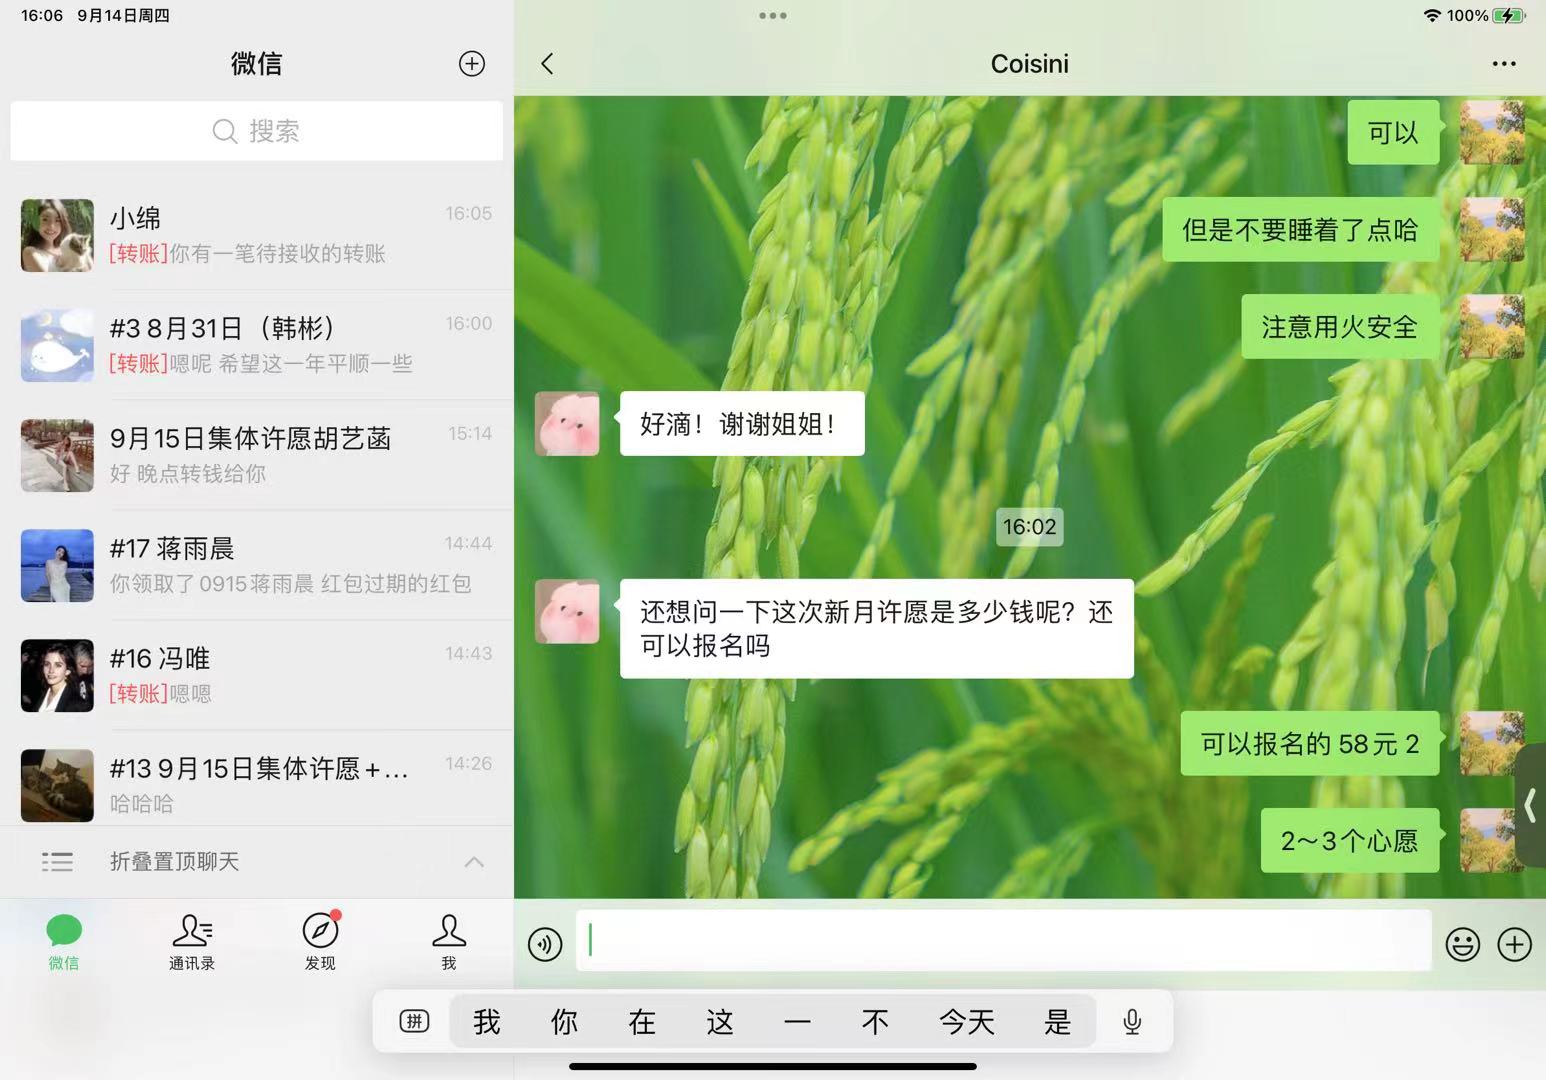 16:06 9月14日周四
100%
微信
搜索
小绵
16:05
[转账]你有一笔待接收的转账
#3 8月31日（韩彬）
16:00
[转账]嗯呢 希望这一年平顺一些
9月15日集体许愿胡艺菡
15:14
好 晚点转钱给你
#17 蒋雨晨
14:44
你领取了0915蒋雨晨 红包过期的红包
#16 冯唯
14:43
[转账]嗯嗯
#13 9月15日集体许愿+...
14:26
哈哈哈
折叠置顶聊天
微信
通讯录
发现
我
Coisini
可以
但是不要睡着了点哈
注意用火安全
好滴！谢谢姐姐！
16:02
还想问一下这次新月许愿是多少钱呢？还
可以报名吗
可以报名的 58元 2
2～3个心愿
拼 我 你 在 这 一 不 今天 是